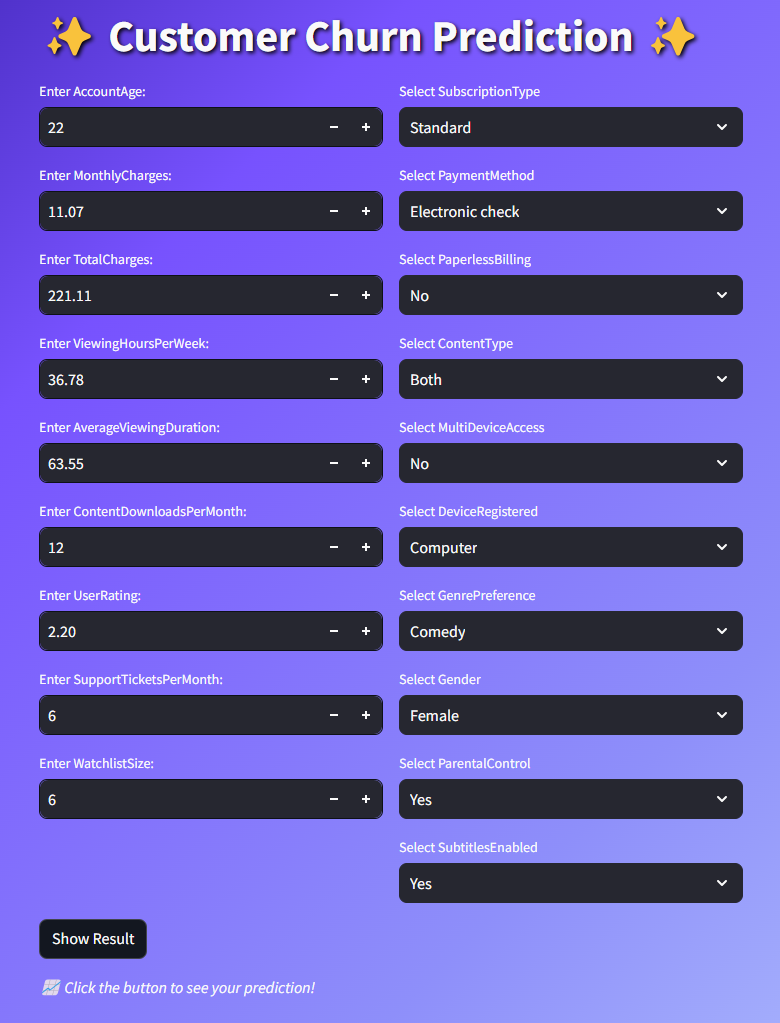 ✨ Customer Churn Prediction ✨
Enter AccountAge:
22
Enter MonthlyCharges:
11.07
Enter TotalCharges:
221.11
Enter ViewingHoursPerWeek:
36.78
Enter AverageViewingDuration:
63.55
Enter ContentDownloadsPerMonth:
12
Enter UserRating:
2.20
Enter SupportTicketsPerMonth:
6
Enter WatchlistSize:
6
Select SubscriptionType
Standard
Select PaymentMethod
Electronic check
Select PaperlessBilling
No
Select ContentType
Both
Select MultiDeviceAccess
No
Select DeviceRegistered
Computer
Select GenrePreference
Comedy
Select Gender
Female
Select ParentalControl
Yes
Select SubtitlesEnabled
Yes
Show Result
📈 Click the button to see your prediction!